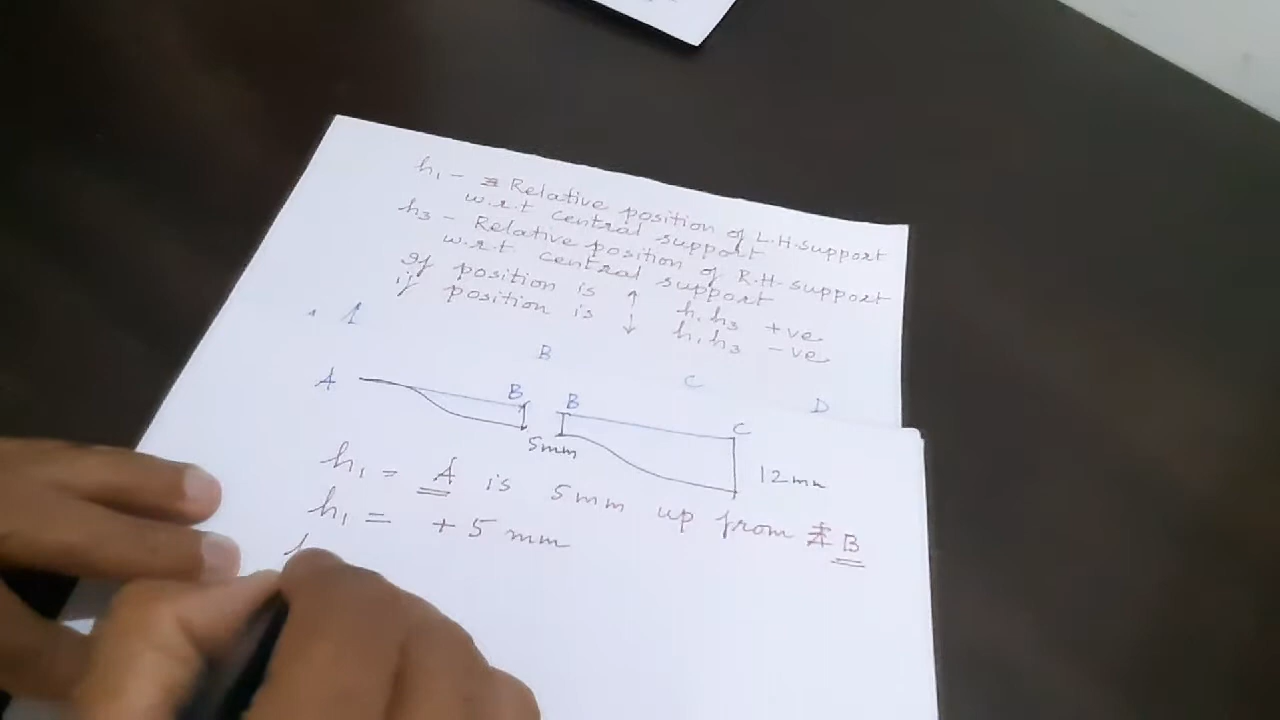 h₁ - Relative position of L.H.support
w.r.t central support
h₃ - Relative position of R.H.support
w.r.t central support
If position is ↑ h₁ h₃ +ve
if position is ↓ h₁ h₃ -ve
1
B
C
D
A B B C
5mm 12mm
h₁ = A is 5mm up from B
h₁ = +5 mm
h